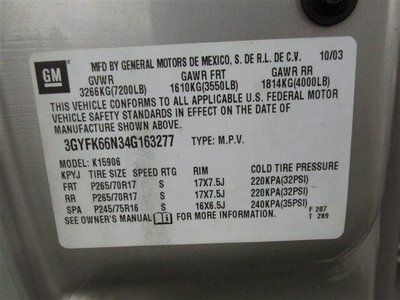 GM
MFD BY GENERAL MOTORS DE MEXICO, S. DE R.L. DE C.V. 10/03
GVWR GAWR FRT GAWR RR
3266KG(7200LB) 1610KG(3550LB) 1814KG(4000LB)
THIS VEHICLE CONFORMS TO ALL APPLICABLE U.S. FEDERAL MOTOR
VEHICLE SAFETY STANDARDS IN EFFECT ON THE DATE OF
MANUFACTURE SHOWN ABOVE.
3GYFK66N34G163277 TYPE: M.P.V.
MODEL: K15906
KPYJ TIRE SIZE SPEED RTG RIM COLD TIRE PRESSURE
FRT P265/70R17 S 17X7.5J 220KPA(32PSI)
RR P265/70R17 S 17X7.5J 220KPA(32PSI)
SPA P245/75R16 S 16X6.5J 240KPA(35PSI)
SEE OWNER'S MANUAL FOR MORE INFORMATION. F 207
T 209